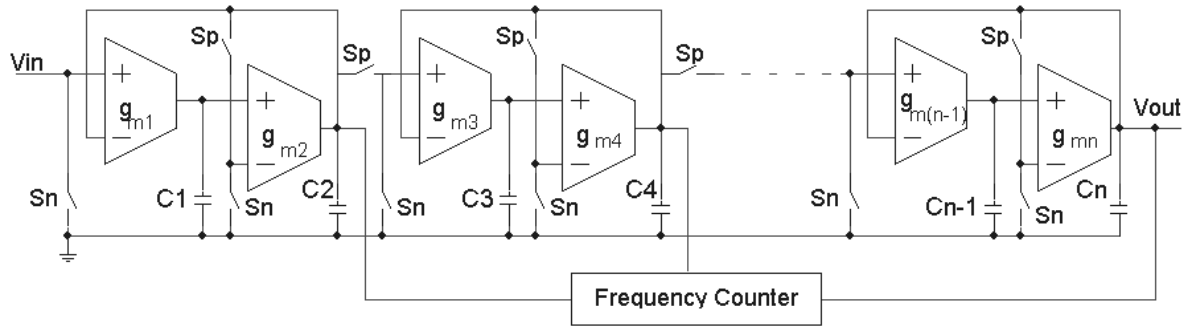 Vin
Sp
Sp
Sp
Sp
Sp
+
+
+
+
+
+
g m1
g m2
g m3
g m4
g m(n-1)
g mn
−
−
−
−
−
−
Vout
Sn
C1
Sn
C2
Sn
C3
Sn
C4
Sn
Cn-1
Sn
Cn
Frequency Counter